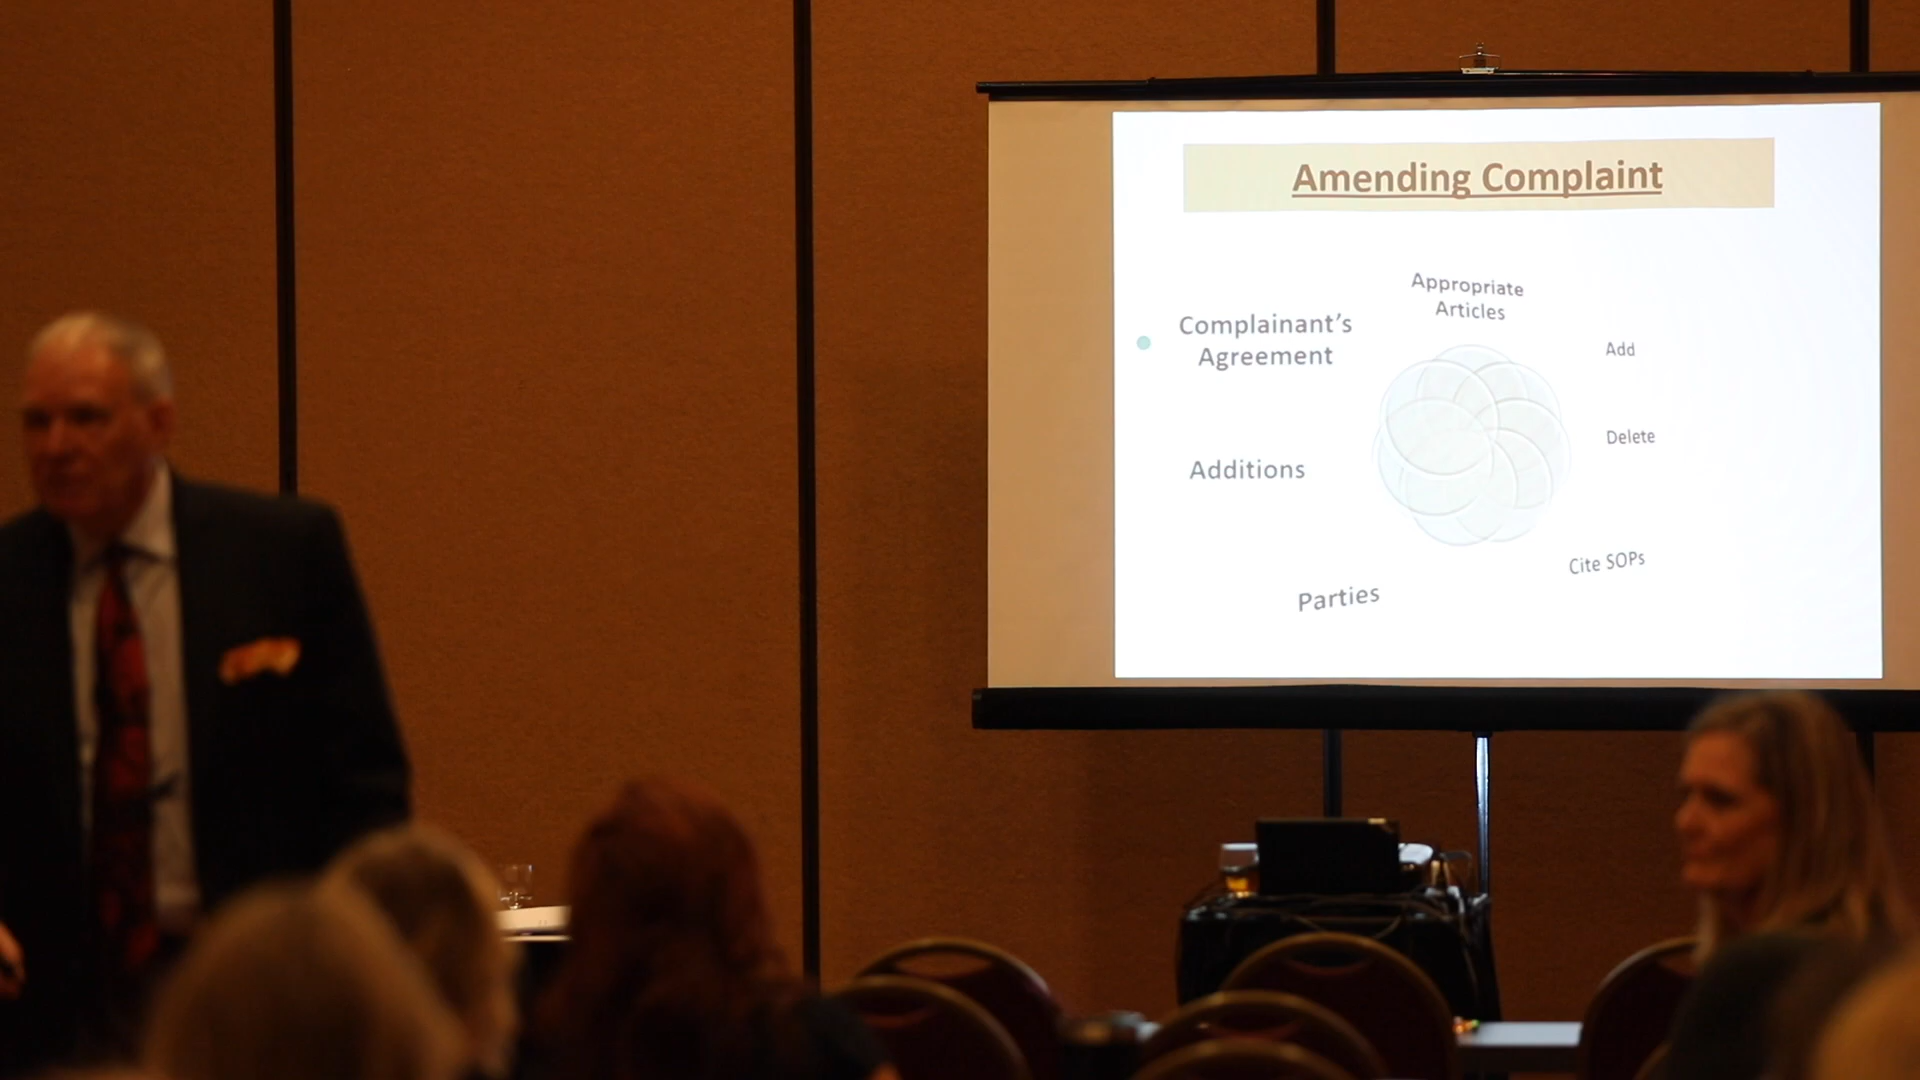 Amending Complaint
Appropriate
Articles
Complainant's
Agreement
Add
Delete
Additions
Cite SOPs
Parties